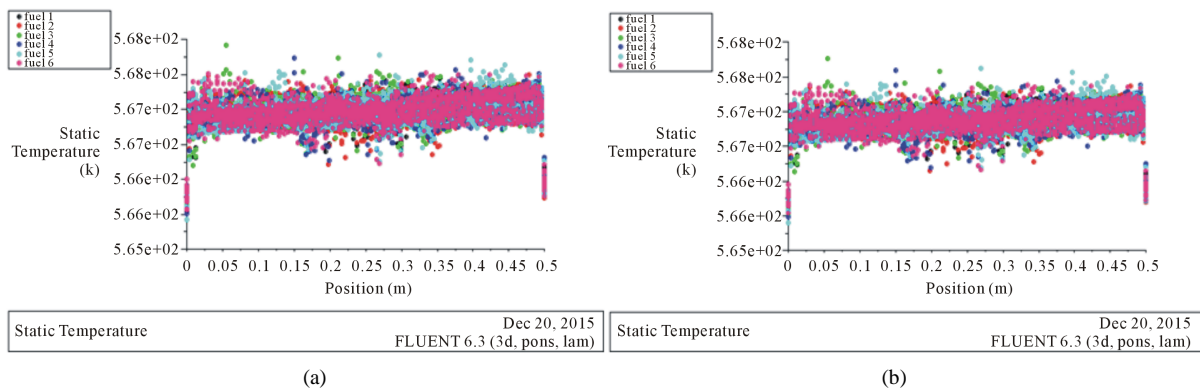 fuel 1
fuel 2
fuel 3
fuel 4
fuel 5
fuel 6
5.68e+02
5.68e+02
5.67e+02
5.67e+02
5.66e+02
5.66e+02
5.65e+02
Static
Temperature
(k)
0 0.05 0.1 0.15 0.2 0.25 0.3 0.35 0.4 0.45 0.5
Position (m)
Static Temperature
Dec 20, 2015
FLUENT 6.3 (3d, pons, lam)
(a)
fuel 1
fuel 2
fuel 3
fuel 4
fuel 5
fuel 6
5.68e+02
5.68e+02
5.67e+02
5.67e+02
5.66e+02
5.66e+02
5.65e+02
Static
Temperature
(k)
0 0.05 0.1 0.15 0.2 0.25 0.3 0.35 0.4 0.45 0.5
Position (m)
Static Temperature
Dec 20, 2015
FLUENT 6.3 (3d, pons, lam)
(b)